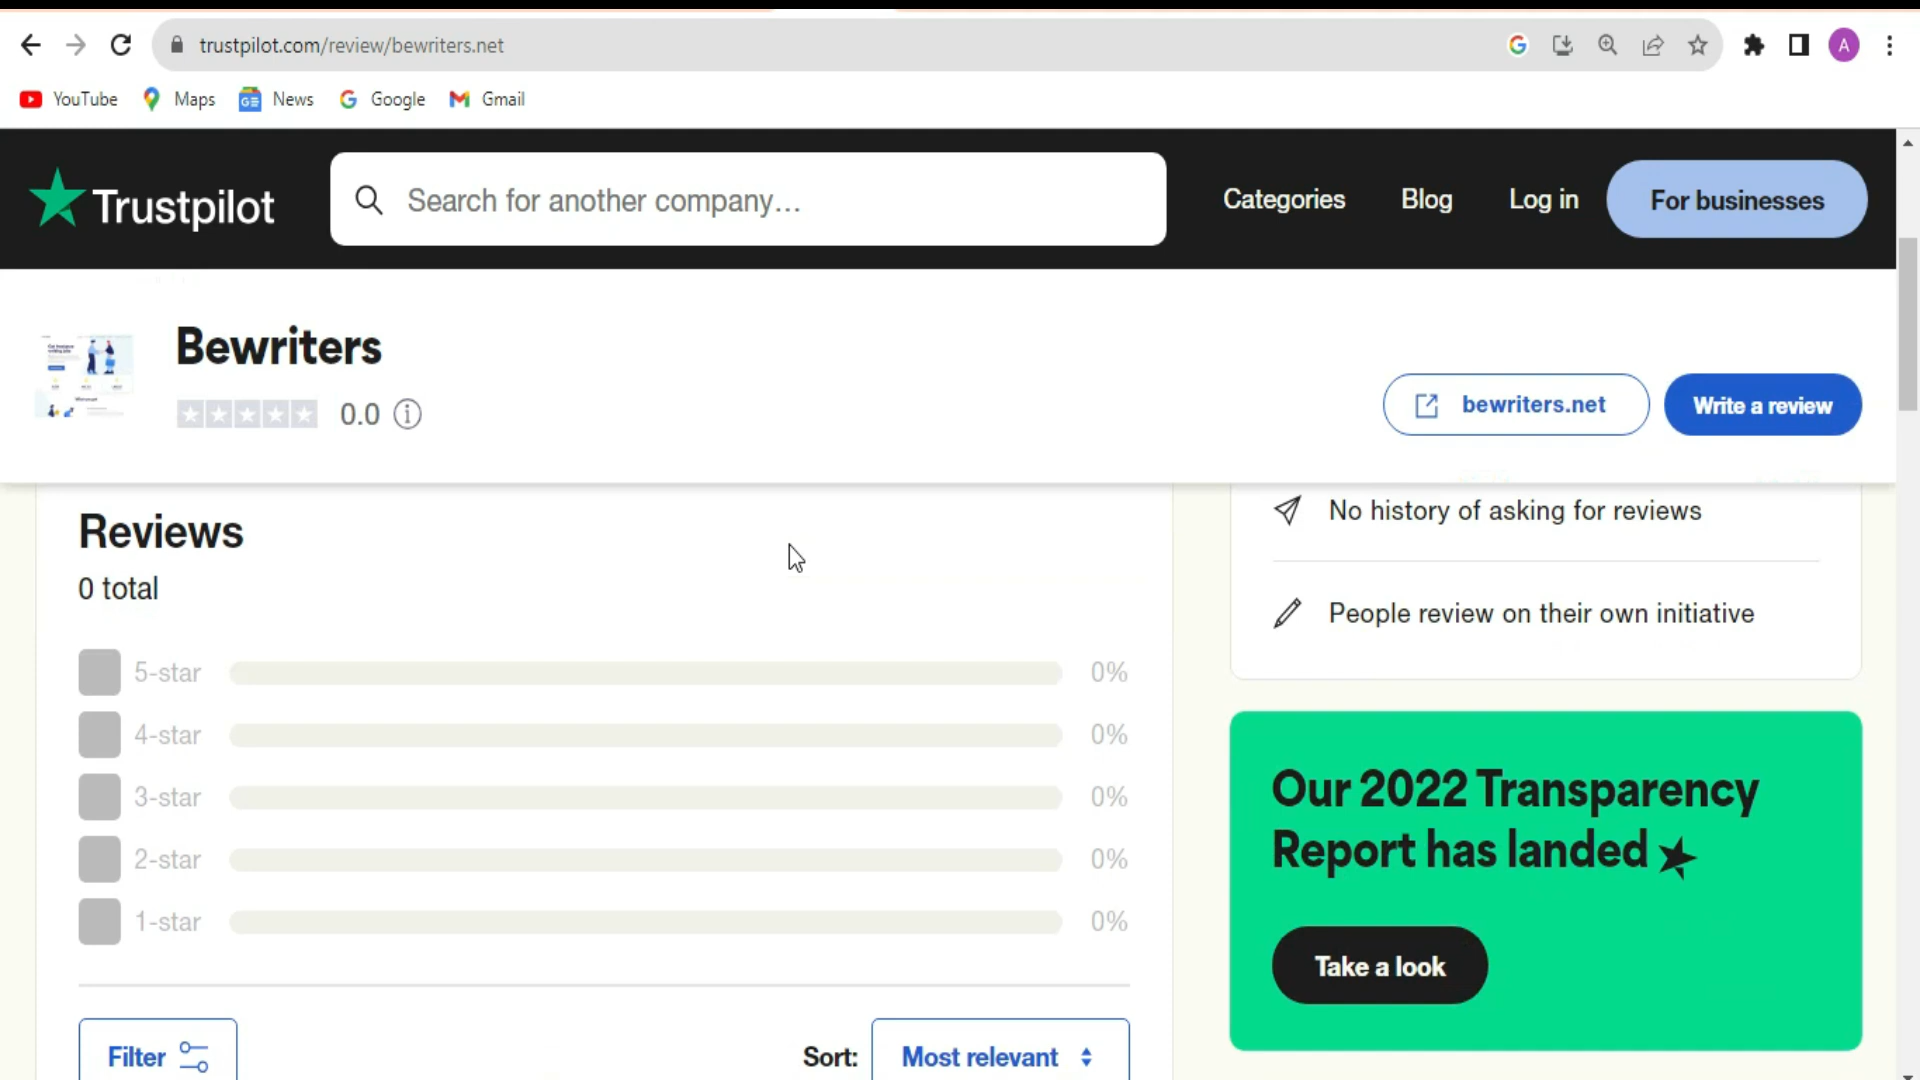 trustpilot.com/review/bewriters.net
A
YouTube Maps News Google Gmail
Trustpilot
Search for another company...
Categories Blog Log in For businesses
Bewriters
0.0
bewriters.net Write a review
Reviews
0 total
5-star 0%
4-star 0%
3-star 0%
2-star 0%
1-star 0%
Filter Sort: Most relevant
No history of asking for reviews
People review on their own initiative
Our 2022 Transparency
Report has landed
Take a look